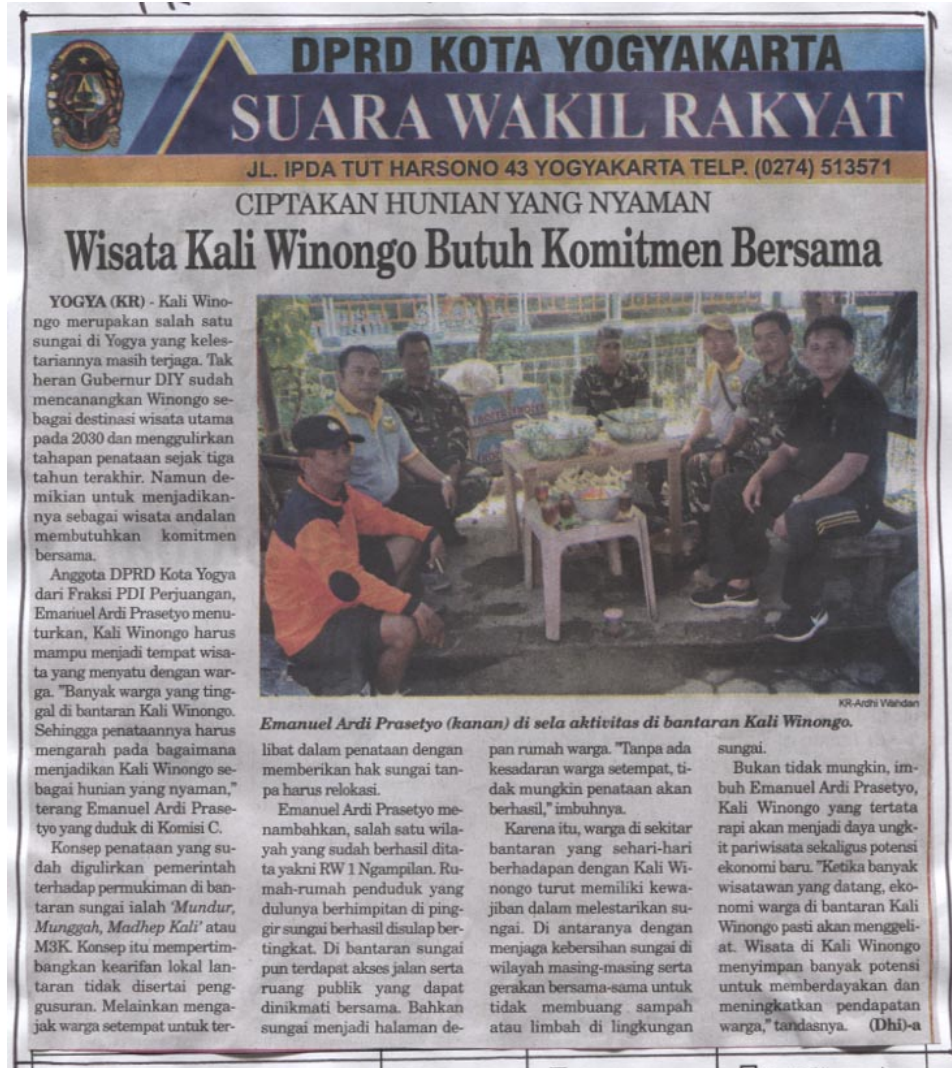 DPRD KOTA YOGYAKARTA
SUARA WAKIL RAKYAT
JL. IPDA TUT HARSONO 43 YOGYAKARTA TELP. (0274) 513571
CIPTAKAN HUNIAN YANG NYAMAN
Wisata Kali Winongo Butuh Komitmen Bersama
YOGYA (KR) - Kali Wino-
ngo merupakan salah satu
sungai di Yogya yang keles-
tariannya masih terjaga. Tak
heran Gubernur DIY sudah
mencanangkan Winongo se-
bagai destinasi wisata utama
pada 2030 dan menggulirkan
tahapan penataan sejak tiga
tahun terakhir. Namun de-
mikian untuk menjadikan-
nya sebagai wisata andalan
membutuhkan komitmen
bersama.
Anggota DPRD Kota Yogya
dari Fraksi PDI Perjuangan,
Emanuel Ardi Prasetyo menu-
turkan, Kali Winongo harus
mampu menjadi tempat wisa-
ta yang menyatu dengan war-
ga. "Banyak warga yang ting-
gal di bantaran Kali Winongo.
Sehingga penataannya harus
mengarah pada bagaimana
menjadikan Kali Winongo se-
bagai hunian yang nyaman,"
terang Emanuel Ardi Prase-
tyo yang duduk di Komisi C.
Konsep penataan yang su-
dah digulirkan pemerintah
terhadap permukiman di ban-
taran sungai ialah 'Mundur,
Munggah, Madhep Kali' atau
M3K. Konsep itu mempertim-
bangkan kearifan lokal lan-
taran tidak disertai peng-
gusuran. Melainkan menga-
jak warga setempat untuk ter-
KR-Ardhi Wahdan
Emanuel Ardi Prasetyo (kanan) di sela aktivitas di bantaran Kali Winongo.
libat dalam penataan dengan
memberikan hak sungai tan-
pa harus relokasi.
Emanuel Ardi Prasetyo me-
nambahkan, salah satu wila-
yah yang sudah berhasil dita-
ta yakni RW 1 Ngampilan. Ru-
mah-rumah penduduk yang
dulunya berhimpitan di ping-
gir sungai berhasil disulap ber-
tingkat. Di bantaran sungai
pun terdapat akses jalan serta
ruang publik yang dapat
dinikmati bersama. Bahkan
sungai menjadi halaman de-
pan rumah warga. "Tanpa ada
kesadaran warga setempat, ti-
dak mungkin penataan akan
berhasil," imbuhnya.
Karena itu, warga di sekitar
bantaran yang sehari-hari
berhadapan dengan Kali Wi-
nongo turut memiliki kewa-
jiban dalam melestarikan su-
ngai. Di antaranya dengan
menjaga kebersihan sungai di
wilayah masing-masing serta
gerakan bersama-sama untuk
tidak membuang sampah
atau limbah di lingkungan
sungai.
Bukan tidak mungkin, im-
buh Emanuel Ardi Prasetyo,
Kali Winongo yang tertata
rapi akan menjadi daya ungk-
it pariwisata sekaligus potensi
ekonomi baru. "Ketika banyak
wisatawan yang datang, eko-
nomi warga di bantaran Kali
Winongo pasti akan menggeli-
at. Wisata di Kali Winongo
menyimpan banyak potensi
untuk memberdayakan dan
meningkatkan pendapatan
warga," tandasnya. (Dhi)-a